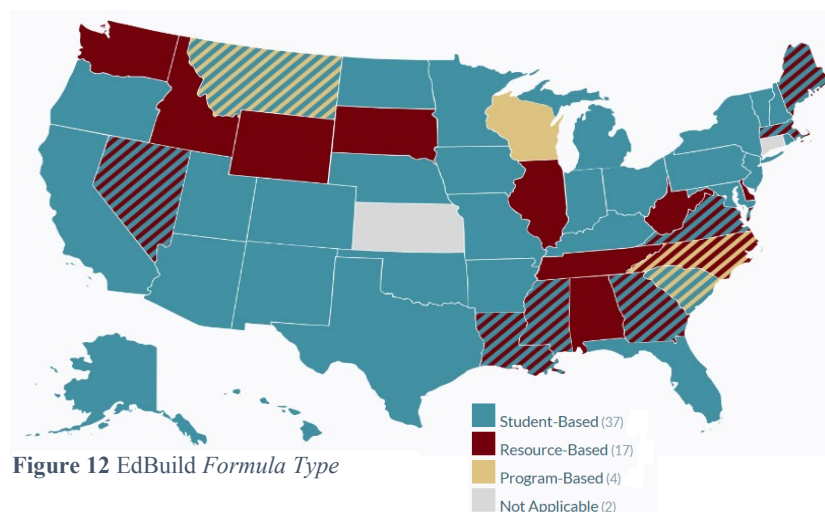 Student-Based (37)
Resource-Based (17)
Program-Based (4)
Not Applicable (2)
Figure 12 EdBuild Formula Type